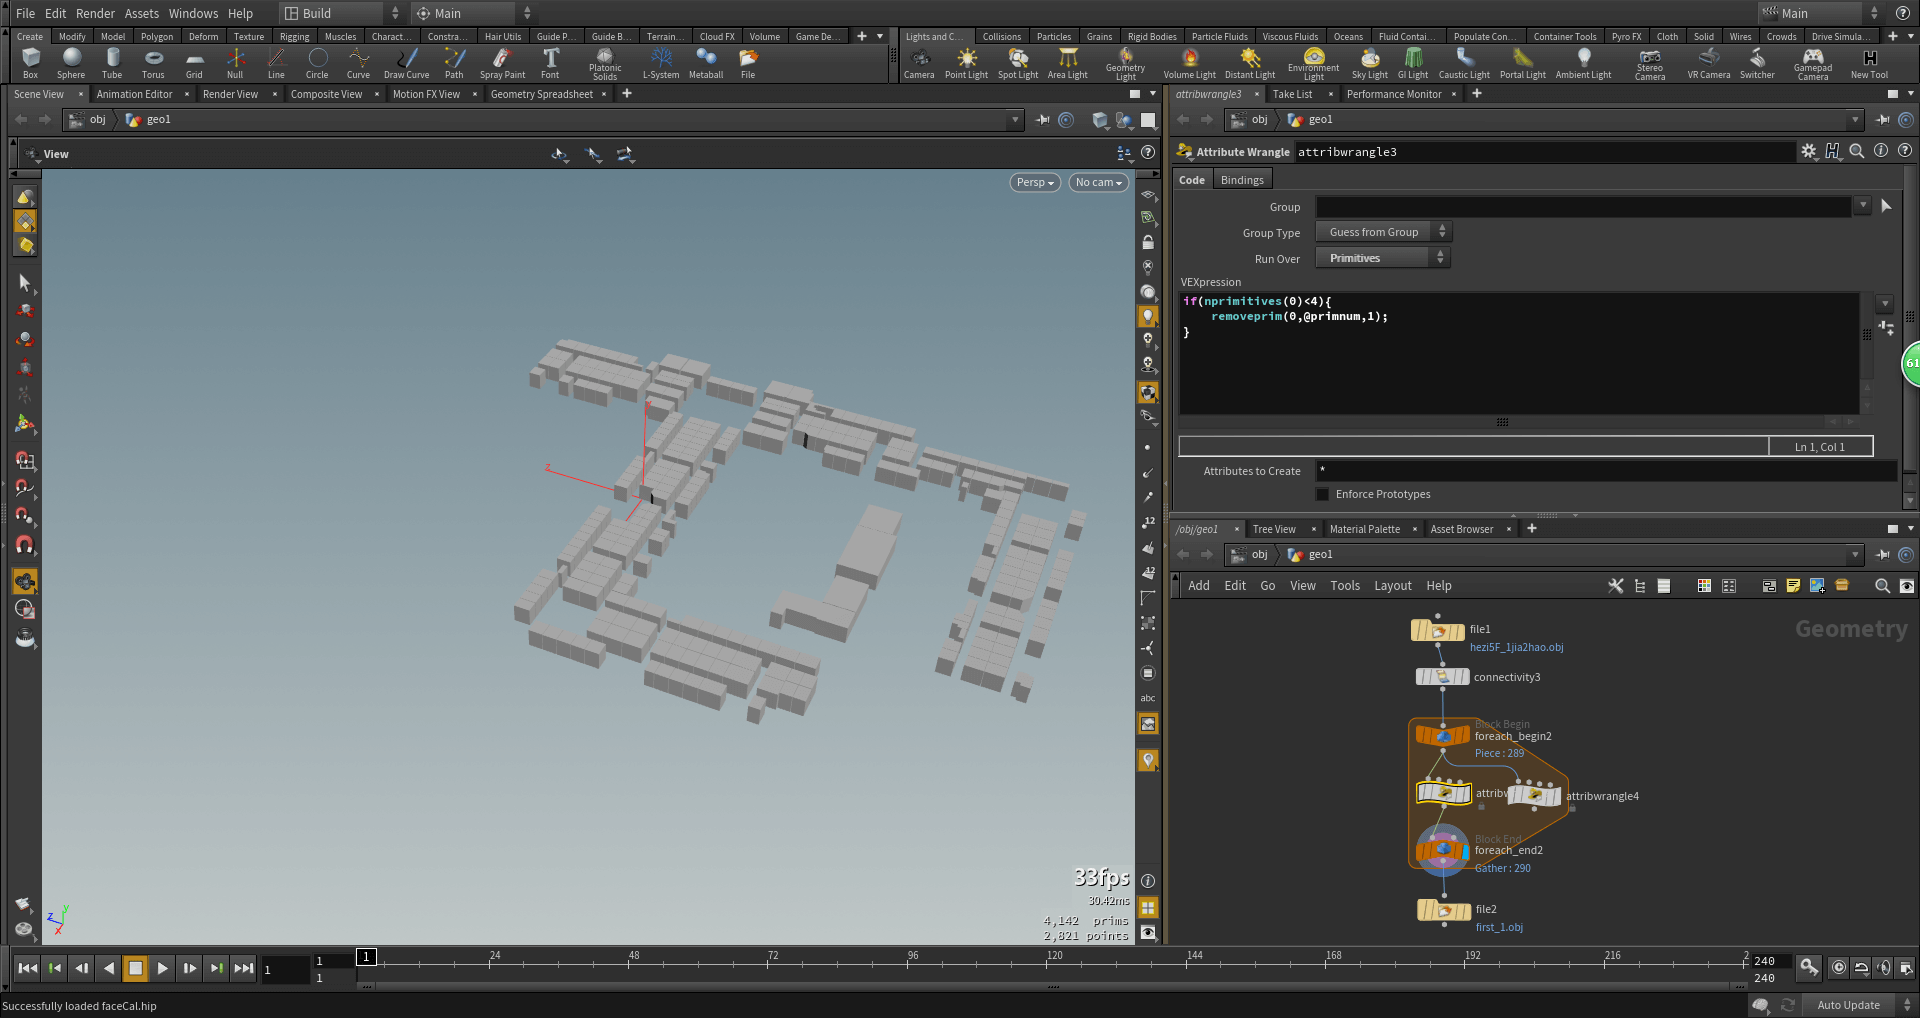 File Edit Render Assets Windows Help Build Main Main
Create Modify Model Polygon Deform Texture Rigging Muscles Charact... Constra... Hair Utils Guide P... Guide B... Terrain... Cloud FX Volume Game De... Lights and C... Collisions Particles Grains Rigid Bodies Particle Fluids Viscous Fluids Oceans Fluid Contai... Populate Con... Container Tools Pyro FX Cloth Solid Wires Crowds Drive Simula...
Box Sphere Tube Torus Grid Null Line Circle Curve Draw Curve Path Spray Paint Font Platonic Solids L-System Metaball File Camera Point Light Spot Light Area Light Geometry Light Volume Light Distant Light Environment Light Sky Light GI Light Caustic Light Portal Light Ambient Light Stereo Camera VR Camera Switcher Gamepad Camera New Tool
Scene View Animation Editor Render View Composite View Motion FX View Geometry Spreadsheet
obj geo1
View
Persp No cam
33fps
30.42ms
4,142 prims
2,821 points
attribwrangle3 Take List Performance Monitor
obj geo1
Attribute Wrangle attribwrangle3
Code Bindings
Group
Group Type Guess from Group
Run Over Primitives
VEXpression
if(nprimitives(0)<4){
removeprim(0,@primnum,1);
}
Ln 1, Col 1
Attributes to Create *
Enforce Prototypes
61
/obj/geo1 Tree View Material Palette Asset Browser
obj geo1
Add Edit Go View Tools Layout Help
Geometry
file1
hezi5F_1jia2hao.obj
connectivity3
Block Begin
foreach_begin2
Piece : 289
attribw
attribwrangle4
Block End
foreach_end2
Gather : 290
file2
first_1.obj
12
12
abc
z
z y x
1 1 1 1 24 48 72 96 120 144 168 192 216 2 240 240
Successfully loaded faceCal.hip
Auto Update